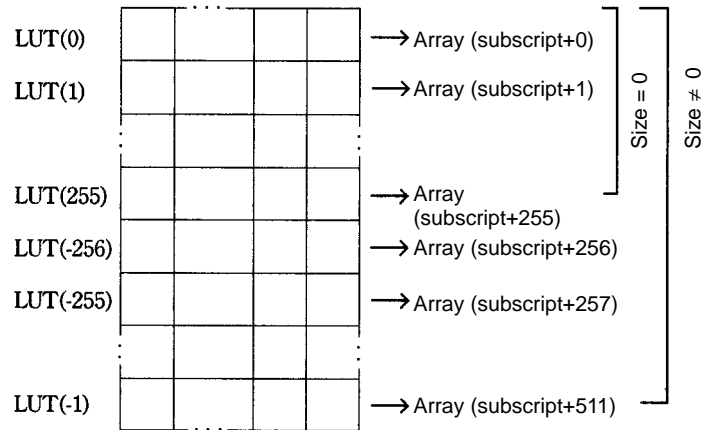 LUT(0) → Array (subscript+0)
LUT(1) → Array (subscript+1)
LUT(255) → Array
(subscript+255)
LUT(-256) → Array (subscript+256)
LUT(-255) → Array (subscript+257)
LUT(-1) → Array (subscript+511)
Size = 0
Size ≠ 0